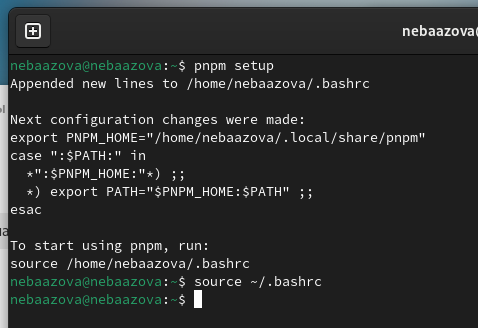 nebaazova@
nebaazova@nebaazova:~$ pnpm setup
Appended new lines to /home/nebaazova/.bashrc
Next configuration changes were made:
export PNPM_HOME="/home/nebaazova/.local/share/pnpm"
case ":$PATH:" in
  *":$PNPM_HOME:"*) ;;
  *) export PATH="$PNPM_HOME:$PATH" ;;
esac
To start using pnpm, run:
source /home/nebaazova/.bashrc
nebaazova@nebaazova:~$ source ~/.bashrc
nebaazova@nebaazova:~$